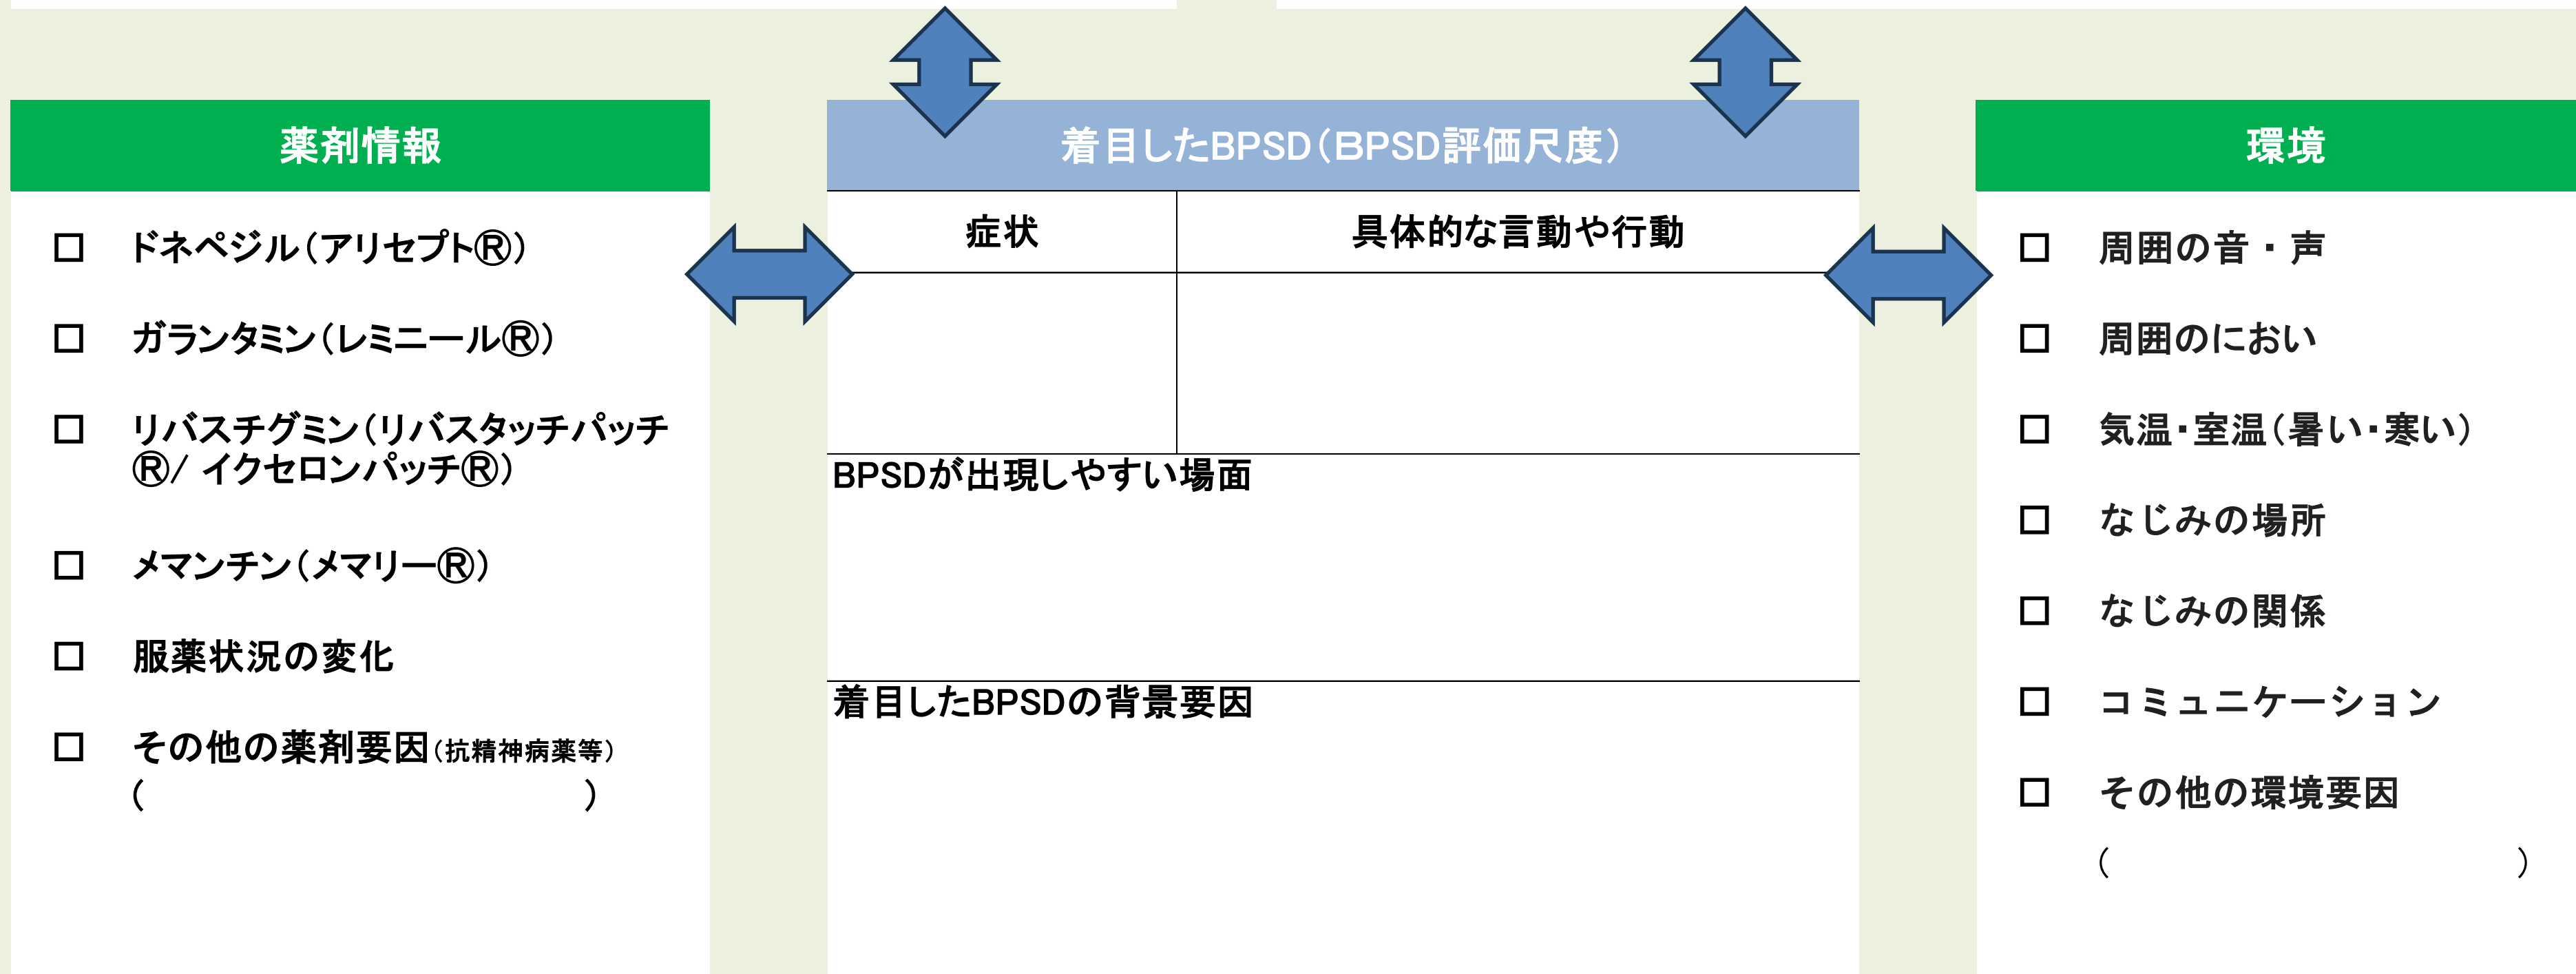 薬剤情報
□ ドネペジル（アリセプトⓇ）
□ ガランタミン（レミニールⓇ）
□ リバスチグミン（リバスタッチパッチ
Ⓡ/ イクセロンパッチⓇ）
□ メマンチン（メマリーⓇ）
□ 服薬状況の変化
□ その他の薬剤要因（抗精神病薬等）
（ ）
着目したBPSD（BPSD評価尺度）
症状
具体的な言動や行動
BPSDが出現しやすい場面
着目したBPSDの背景要因
環境
□ 周囲の音・声
□ 周囲のにおい
□ 気温・室温（暑い・寒い）
□ なじみの場所
□ なじみの関係
□ コミュニケーション
□ その他の環境要因
（ ）